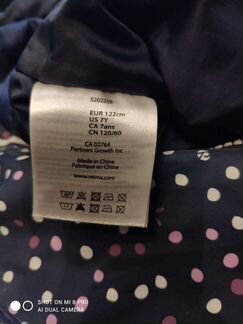 5202256
EUR 122cm
US 7Y
CA 7ans
CN 120/60
CA 02764
Partners Growth Inc
Made in China
Fabriqué en Chine
www.reima.com
SHOT ON MI 8 PRO
AI DUAL CAMERA